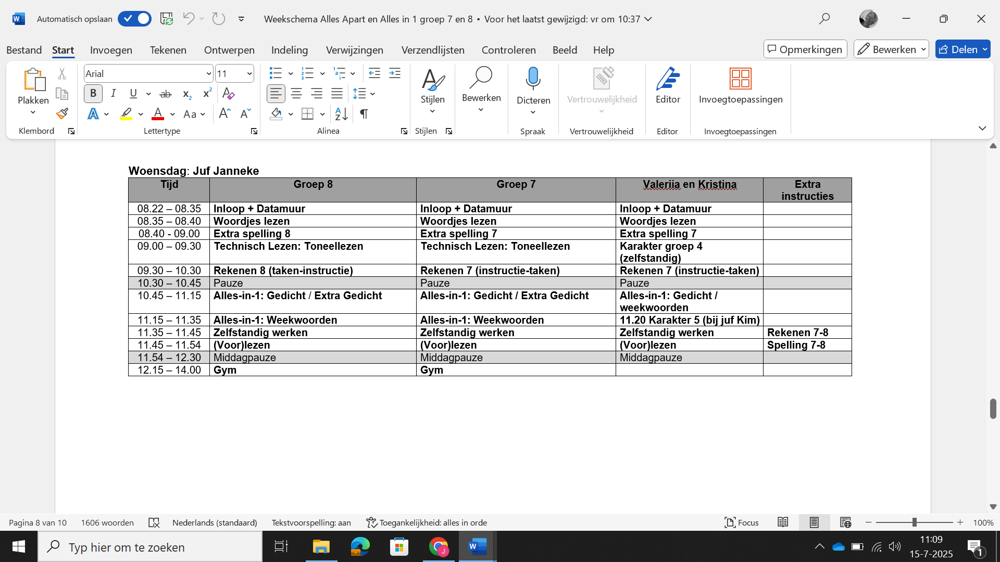 Automatisch opslaan
Weekschema Alles Apart en Alles in 1 groep 7 en 8 • Voor het laatst gewijzigd: vr om 10:37
Bestand Start Invoegen Tekenen Ontwerpen Indeling Verwijzingen Verzendlijsten Controleren Beeld Help
Opmerkingen Bewerken Delen
Plakken
Klembord
Arial 11
Lettertype
Alinea
Stijlen
Stijlen
Bewerken
Dicteren
Spraak
Vertrouwelijkheid
Vertrouwelijkheid
Editor
Editor
Invoegtoepassingen
Invoegtoepassingen
Woensdag: Juf Janneke
Tijd Groep 8 Groep 7 Valeriia en Kristina Extra instructies
08.22 – 08.35 Inloop + Datamuur Inloop + Datamuur Inloop + Datamuur
08.35 – 08.40 Woordjes lezen Woordjes lezen Woordjes lezen
08.40 - 09.00 Extra spelling 8 Extra spelling 7 Extra spelling 7
09.00 – 09.30 Technisch Lezen: Toneellezen Technisch Lezen: Toneellezen Karakter groep 4 (zelfstandig)
09.30 – 10.30 Rekenen 8 (taken-instructie) Rekenen 7 (instructie-taken) Rekenen 7 (instructie-taken)
10.30 – 10.45 Pauze Pauze Pauze
10.45 – 11.15 Alles-in-1: Gedicht / Extra Gedicht Alles-in-1: Gedicht / Extra Gedicht Alles-in-1: Gedicht / weekwoorden
11.15 – 11.35 Alles-in-1: Weekwoorden Alles-in-1: Weekwoorden 11.20 Karakter 5 (bij juf Kim)
11.35 – 11.45 Zelfstandig werken Zelfstandig werken Zelfstandig werken Rekenen 7-8
11.45 – 11.54 (Voor)lezen (Voor)lezen (Voor)lezen Spelling 7-8
11.54 – 12.30 Middagpauze Middagpauze Middagpauze
12.15 – 14.00 Gym Gym
Pagina 8 van 10 1606 woorden Nederlands (standaard) Tekstvoorspelling: aan Toegankelijkheid: alles in orde Focus 100%
Typ hier om te zoeken
11:09
15-7-2025
1